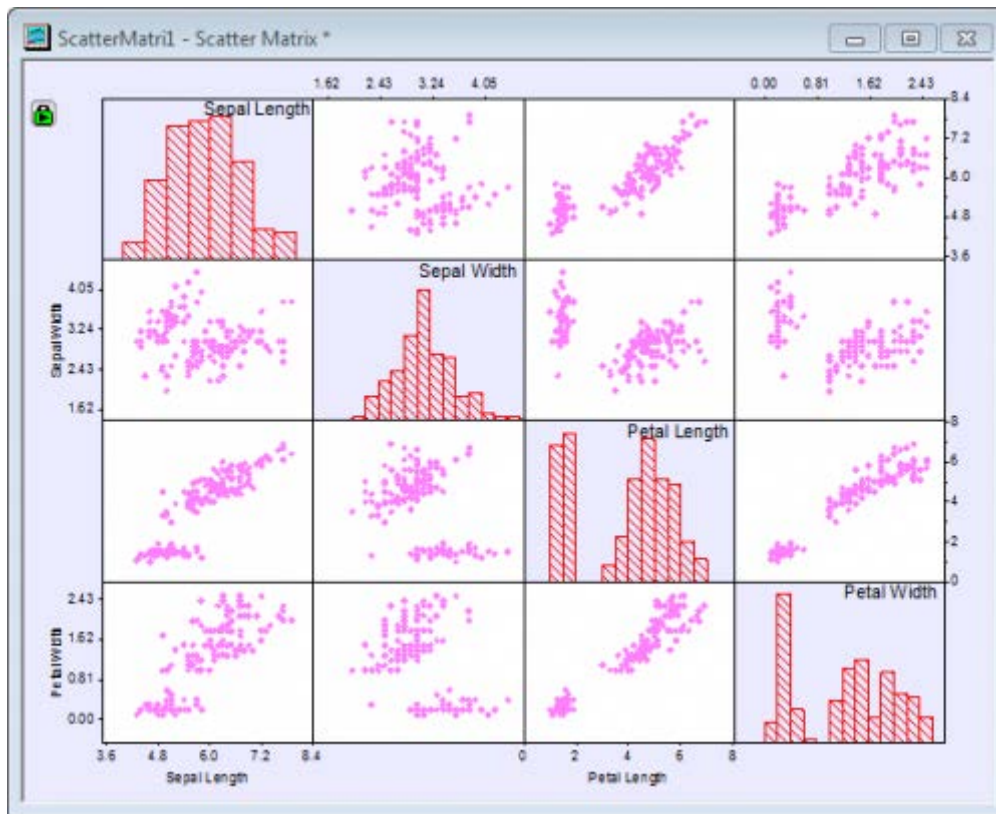 ScatterMatri1 - Scatter Matrix *
1.62 2.43 3.24 4.05 0.00 0.81 1.62 2.43
Sepal Length
8.4
7.2
6.0
4.8
3.6
Sepal Width
4.05
3.24
2.43
1.62
Sepal Width
Petal Length
8
6
4
2
0
Petal Width
2.43
1.62
0.81
0.00
Petal Width
3.6 4.8 6.0 7.2 8.4 0 2 4 6 8
Sepal Length Petal Length